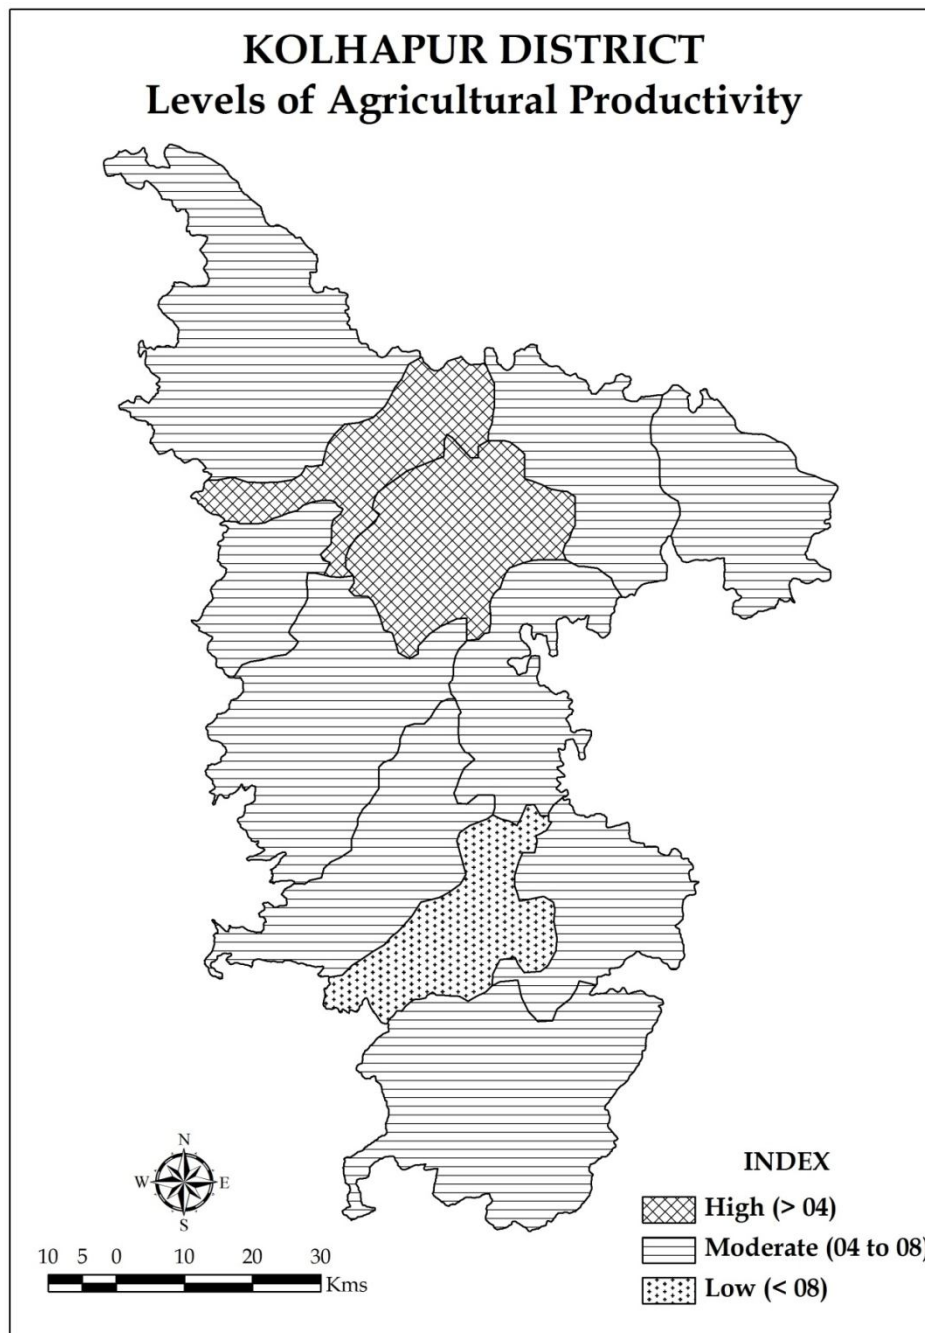 KOLHAPUR DISTRICT
Levels of Agricultural Productivity
N
W E
S
10 5 0 10 20 30
Kms
INDEX
High (> 04)
Moderate (04 to 08)
Low (< 08)